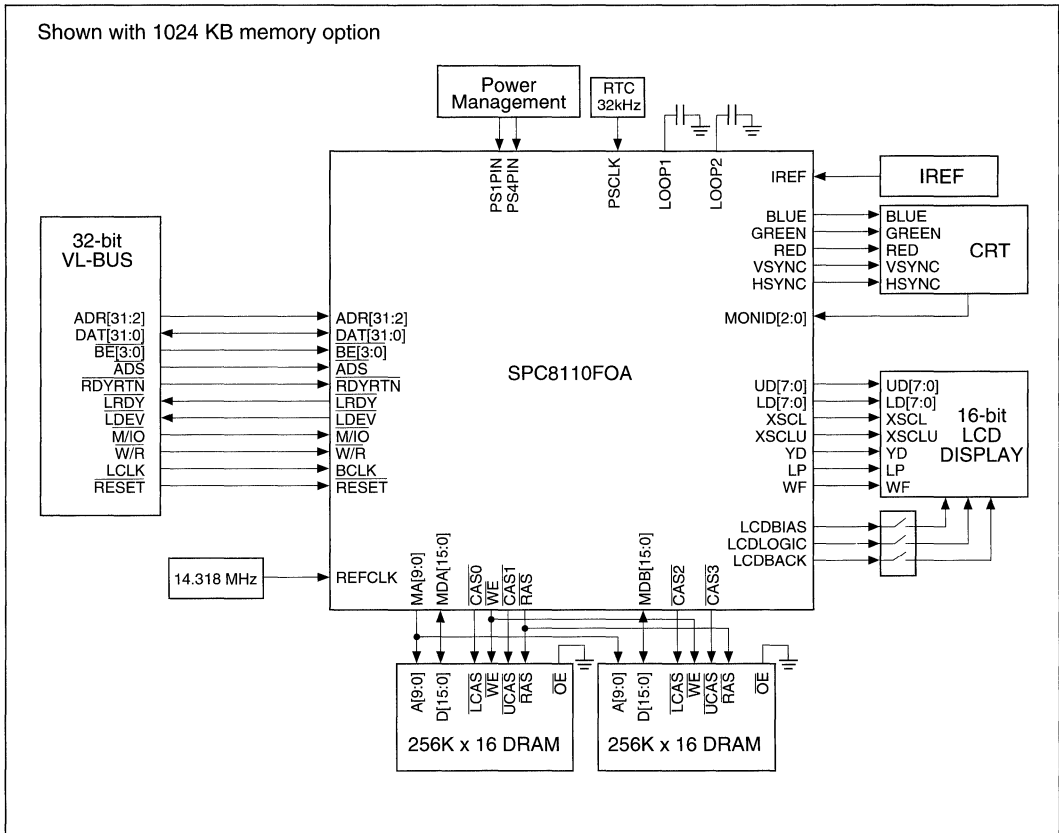 Shown with 1024 KB memory option
Power
Management
RTC
32kHz
PS1PIN
PS4PIN
PSCLK
LOOP1
LOOP2
IREF
IREF
BLUE
GREEN
RED
VSYNC
HSYNC
MONID[2:0]
BLUE
GREEN
RED
VSYNC
HSYNC
CRT
32-bit
VL-BUS
ADR[31:2]
DAT[31:0]
BE[3:0]
ADS
RDYRTN
LRDY
LDEV
M/IO
W/R
LCLK
RESET
ADR[31:2]
DAT[31:0]
BE[3:0]
ADS
RDYRTN
LRDY
LDEV
M/IO
W/R
BCLK
RESET
SPC8110FOA
UD[7:0]
LD[7:0]
XSCL
XSCLU
YD
LP
WF
UD[7:0]
LD[7:0]
XSCL
XSCLU
YD
LP
WF
16-bit
LCD
DISPLAY
LCDBIAS
LCDLOGIC
LCDBACK
14.318 MHz
REFCLK
MA[9:0]
MDA[15:0]
CAS0
WE
CAS1
RAS
MDB[15:0]
CAS2
CAS3
A[9:0]
D[15:0]
LCAS
WE
UCAS
RAS
OE
256K x 16 DRAM
A[9:0]
D[15:0]
LCAS
WE
UCAS
RAS
OE
256K x 16 DRAM